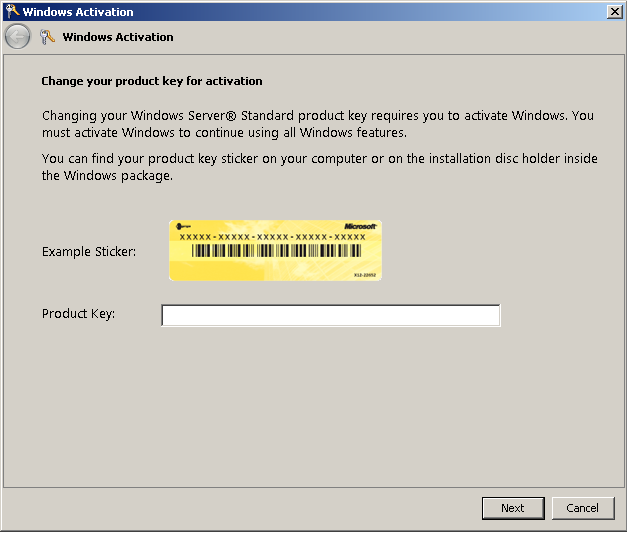 Windows Activation
Windows Activation
Change your product key for activation
Changing your Windows Server® Standard product key requires you to activate Windows. You
must activate Windows to continue using all Windows features.
You can find your product key sticker on your computer or on the installation disc holder inside
the Windows package.
Microsoft
XXXXX-XXXXX-XXXXX-XXXXX-XXXXX
Example Sticker:
X12-22052
Product Key:
Next
Cancel